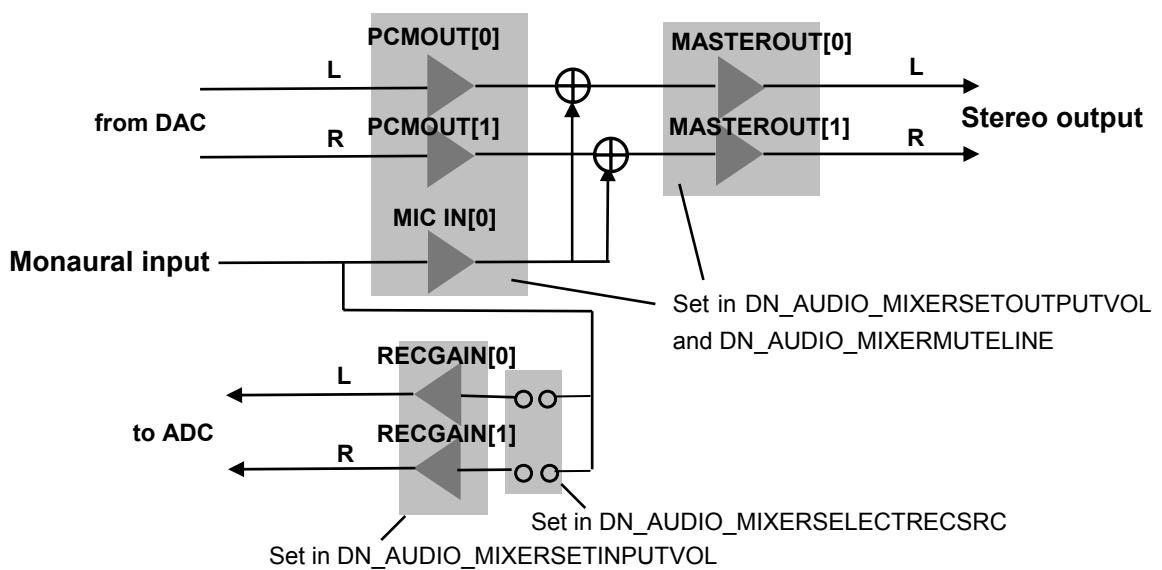 PCMOUT[0]
MASTEROUT[0]
L
L
from DAC
Stereo output
PCMOUT[1]
MASTEROUT[1]
R
R
MIC IN[0]
Monaural input
Set in DN_AUDIO_MIXERSETOUTPUTVOL
and DN_AUDIO_MIXERMUTELINE
RECGAIN[0]
L
to ADC
RECGAIN[1]
R
Set in DN_AUDIO_MIXERSELECTRECSRC
Set in DN_AUDIO_MIXERSETINPUTVOL